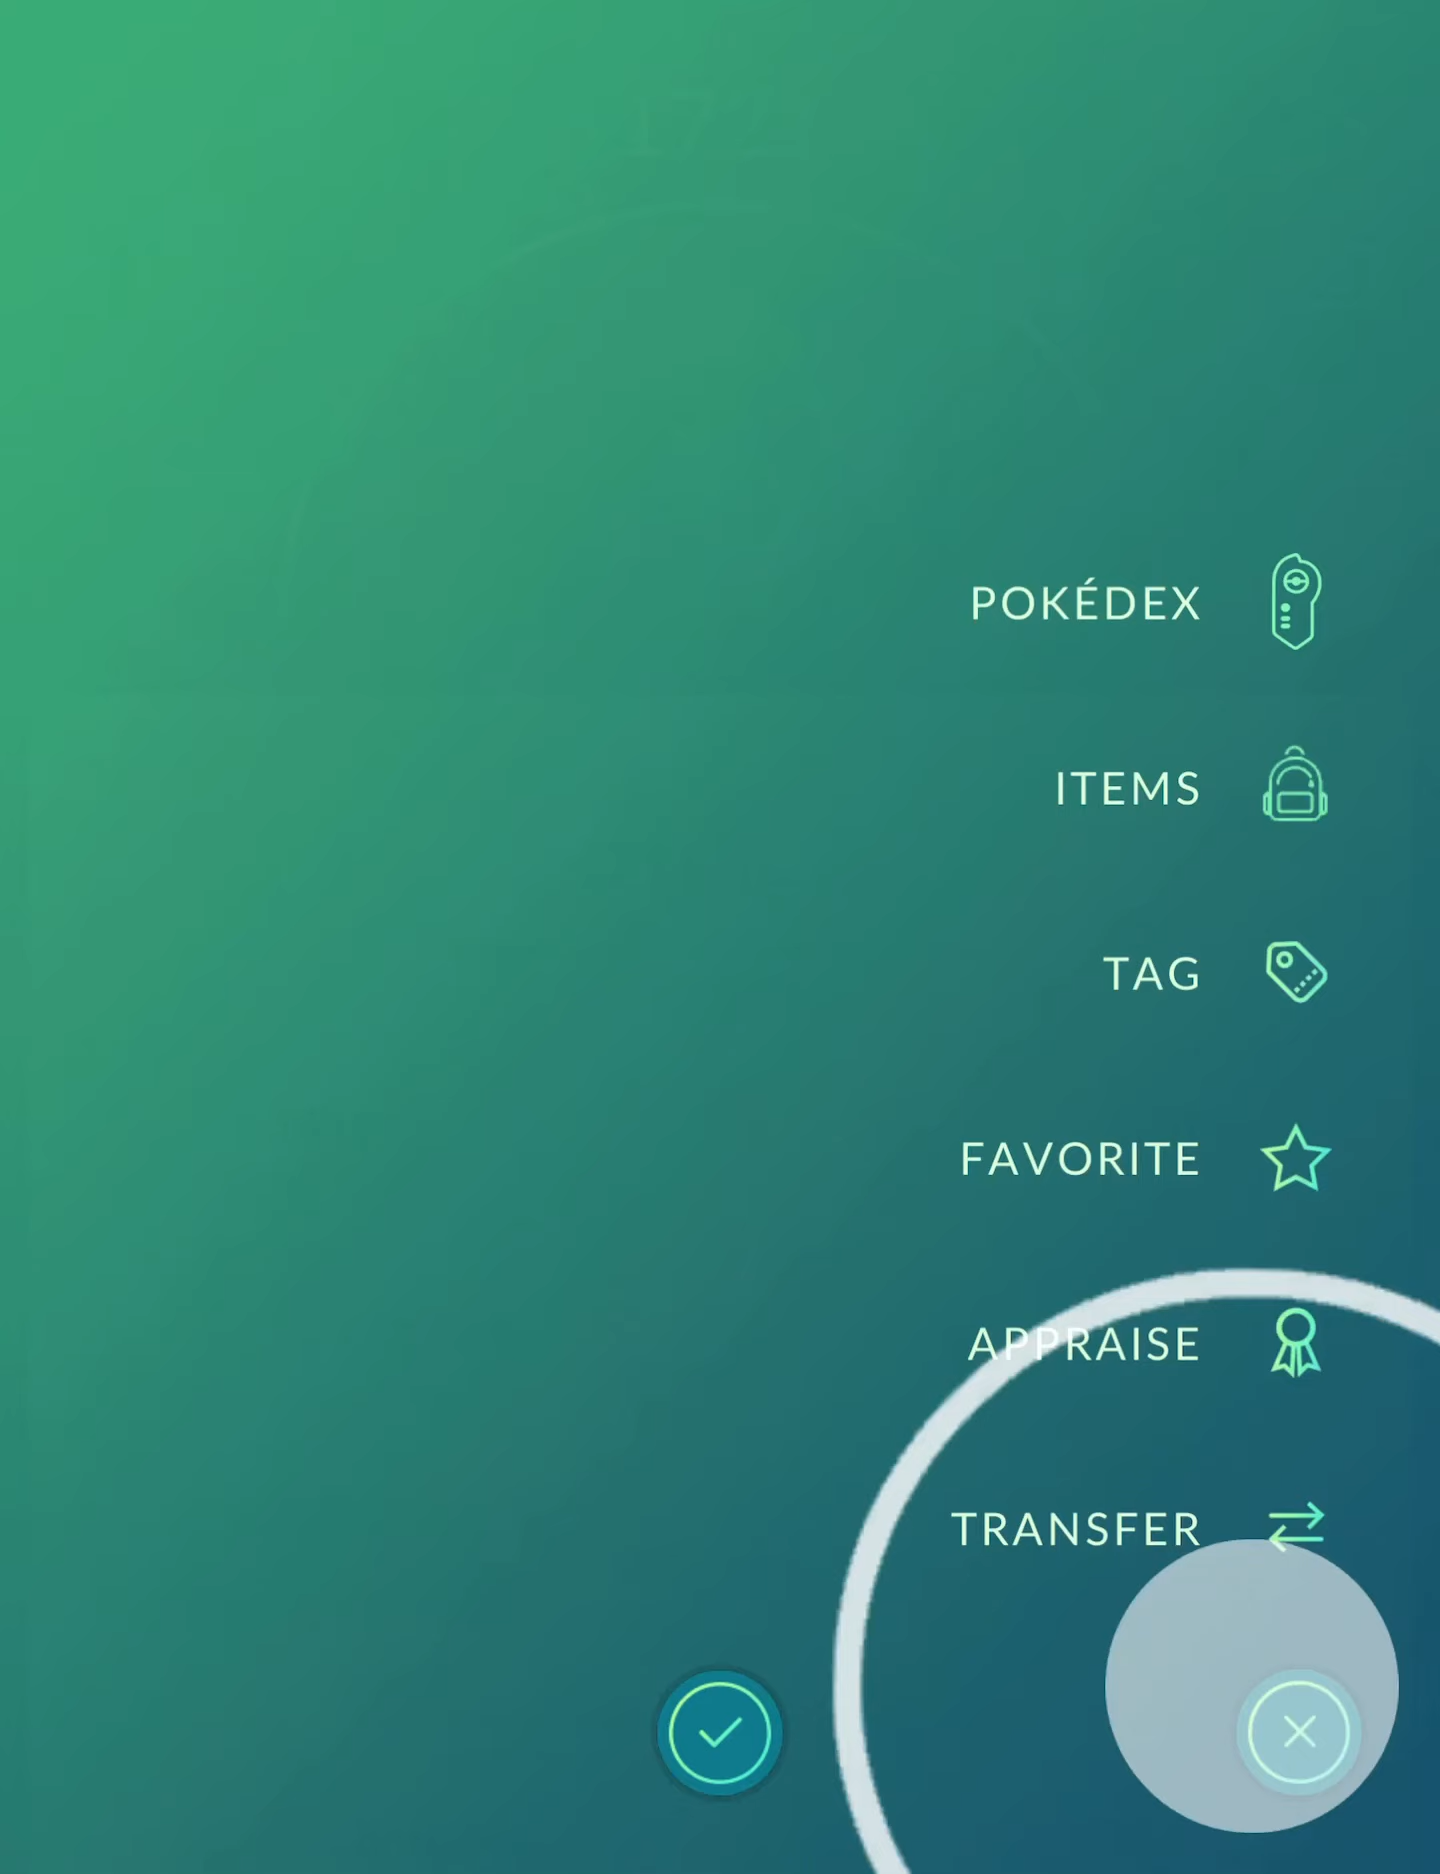 POKÉDEX
ITEMS
TAG
FAVORITE
APPRAISE
TRANSFER